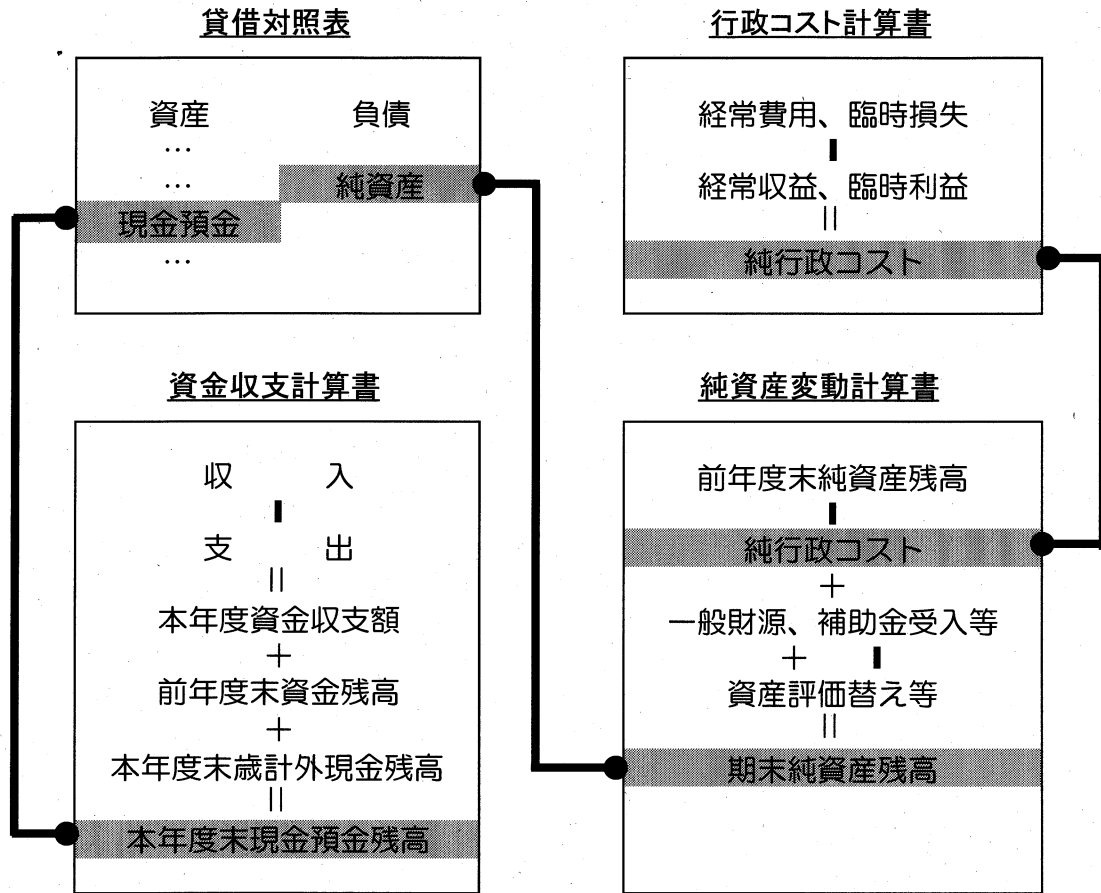 貸借対照表
資産 負債
…
… 純資産
現金預金
…
行政コスト計算書
経常費用、臨時損失
経常収益、臨時利益
||
純行政コスト
資金収支計算書
収 入
支 出
||
本年度資金収支額
+
前年度末資金残高
+
本年度末歳計外現金残高
||
本年度末現金預金残高
純資産変動計算書
前年度末純資産残高
純行政コスト
+
一般財源、補助金受入等
+
資産評価替え等
||
期末純資産残高